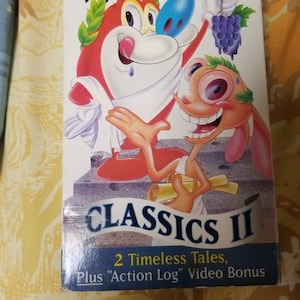 CLASSICS II
2 Timeless Tales,
Plus "Action Log" Video Bonus